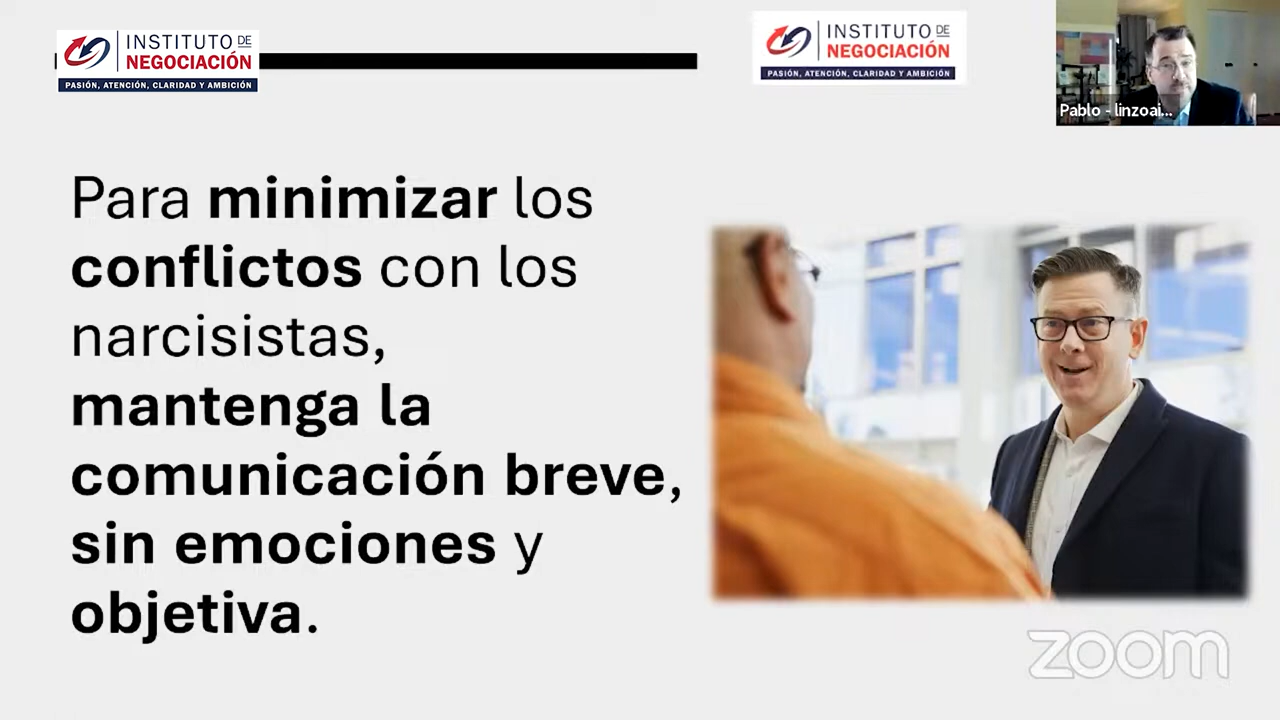 INSTITUTO DE
NEGOCIACIÓN
PASIÓN, ATENCIÓN, CLARIDAD Y AMBICIÓN
INSTITUTO DE
NEGOCIACIÓN
PASIÓN, ATENCIÓN, CLARIDAD Y AMBICIÓN
Pablo - linzoai...
Para minimizar los
conflictos con los
narcisistas,
mantenga la
comunicación breve,
sin emociones y
objetiva.
zoom